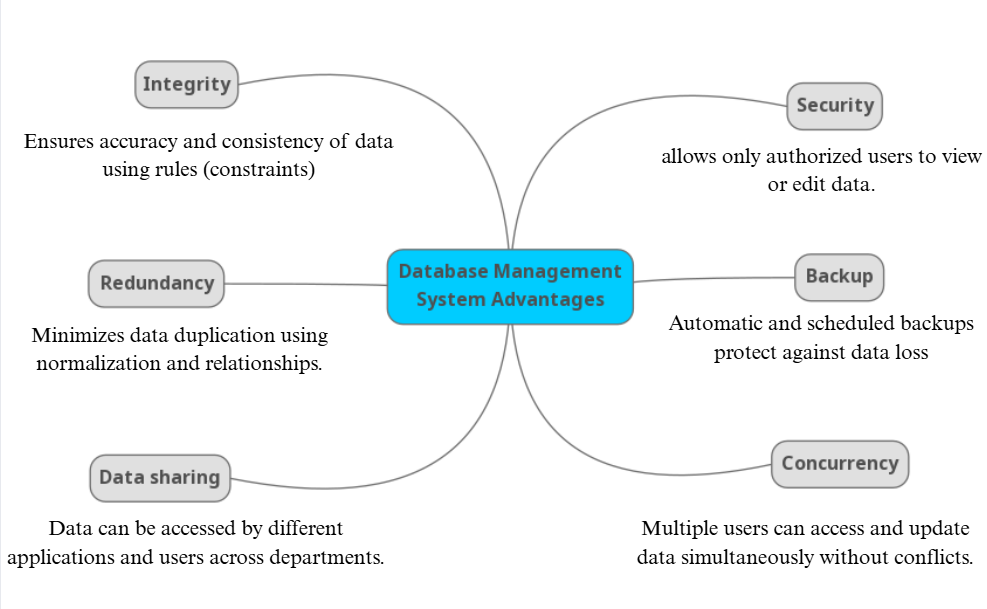 Integrity
Ensures accuracy and consistency of data
using rules (constraints)
Security
allows only authorized users to view
or edit data.
Database Management
System Advantages
Redundancy
Minimizes data duplication using
normalization and relationships.
Backup
Automatic and scheduled backups
protect against data loss
Data sharing
Data can be accessed by different
applications and users across departments.
Concurrency
Multiple users can access and update
data simultaneously without conflicts.